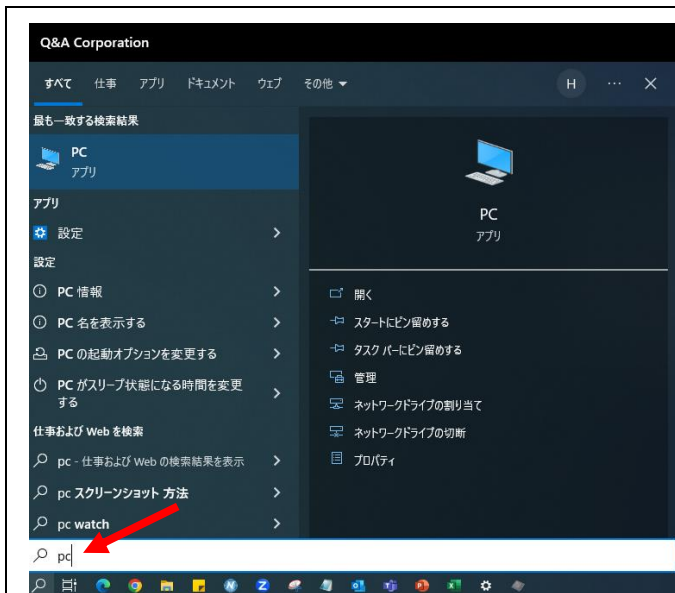 Q&A Corporation
すべて 仕事 アプリ ドキュメント ウェブ その他 H ...
最も一致する検索結果
PC
アプリ
アプリ
設定
設定
PC 情報
PC 名を表示する
PC の起動オプションを変更する
PC がスリープ状態になる時間を変更
する
仕事および Web を検索
pc - 仕事および Web の検索結果を表示
pc スクリーンショット 方法
pc watch
pc
PC
アプリ
開く
スタートにピン留めする
タスク バーにピン留めする
管理
ネットワークドライブの割り当て
ネットワークドライブの切断
プロパティ